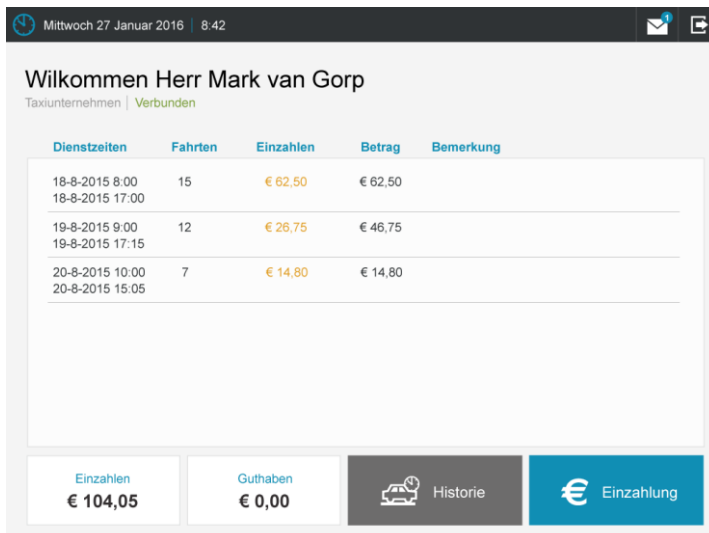 Mittwoch 27 Januar 2016 | 8:42
1
Wilkommen Herr Mark van Gorp
Taxiunternehmen | Verbunden
Dienstzeiten Fahrten Einzahlen Betrag Bemerkung
18-8-2015 8:00 15 € 62,50 € 62,50
18-8-2015 17:00
19-8-2015 9:00 12 € 26,75 € 46,75
19-8-2015 17:15
20-8-2015 10:00 7 € 14,80 € 14,80
20-8-2015 15:05
Einzahlen Guthaben
€ 104,05 € 0,00 Historie € Einzahlung